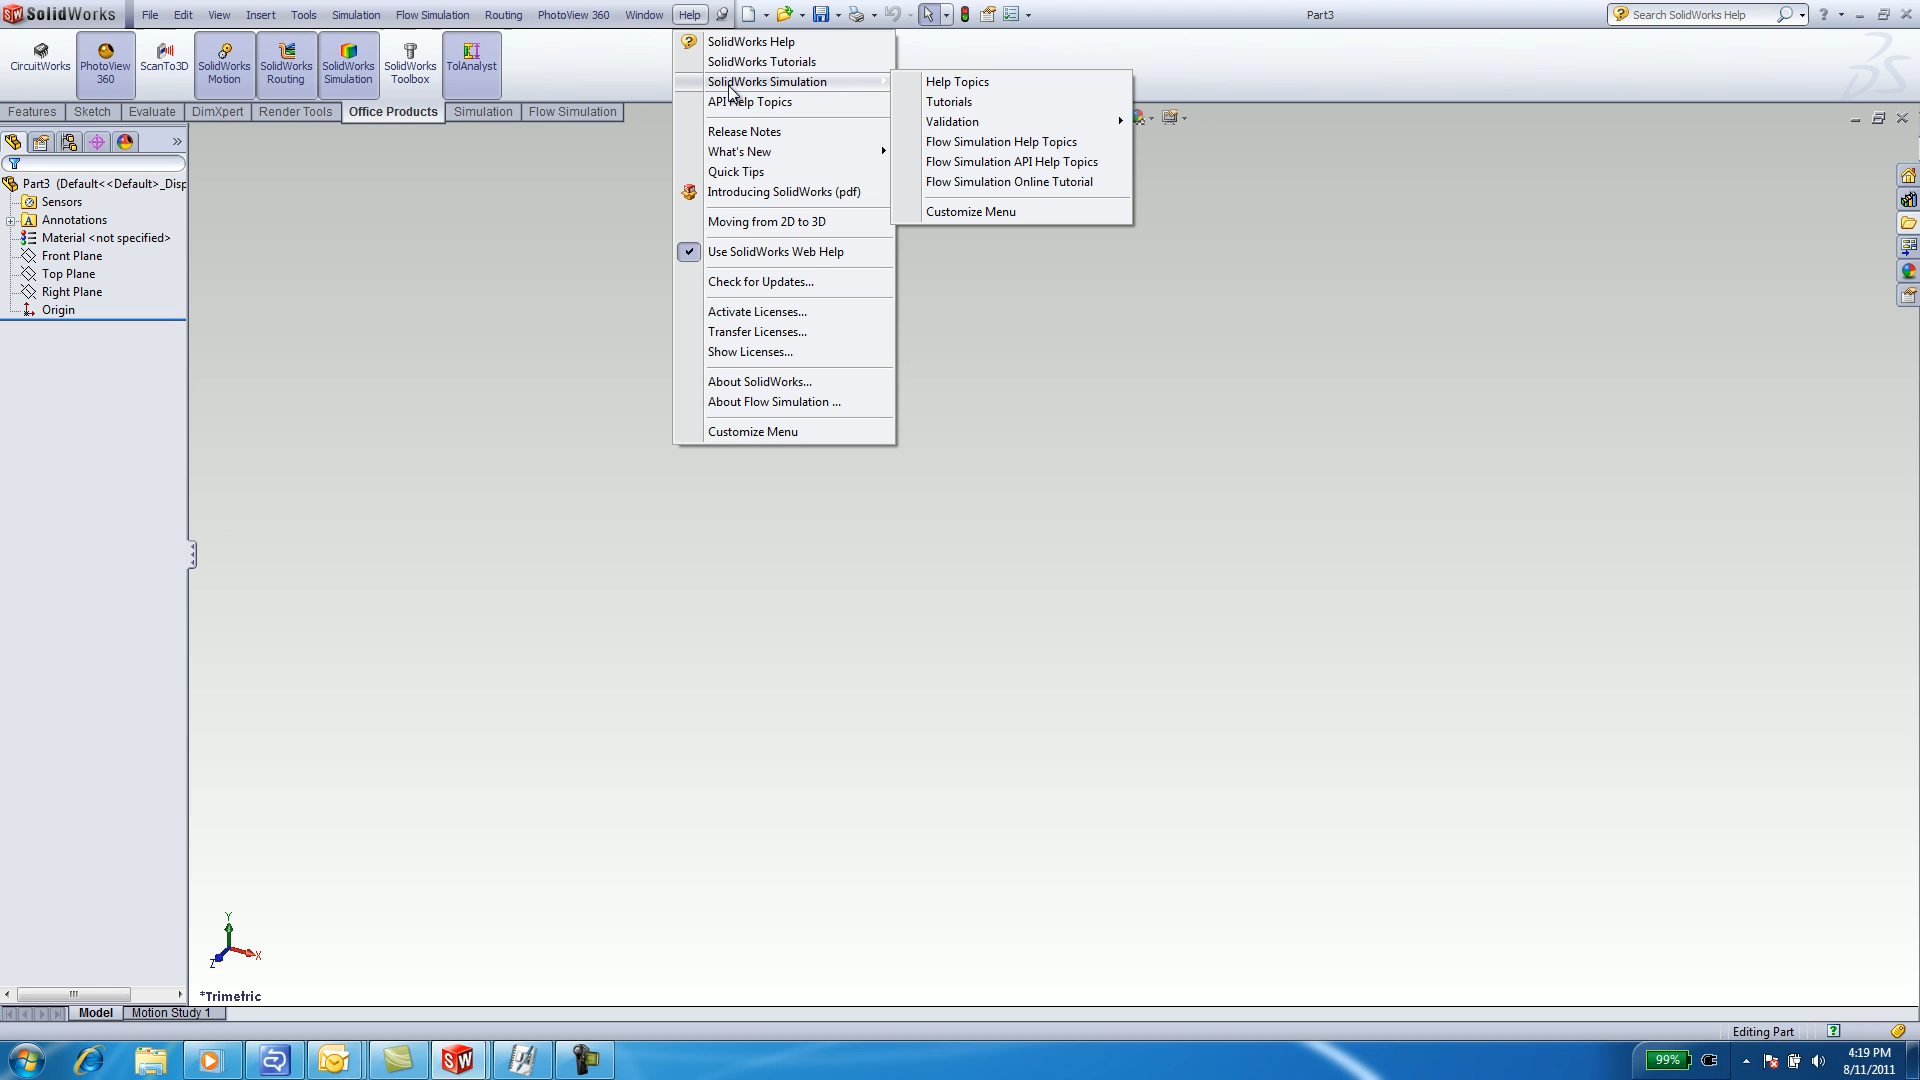 SolidWorks File Edit View Insert Tools Simulation Flow Simulation Routing PhotoView 360 Window Help Part3 Search SolidWorks Help
CircuitWorks
PhotoView 360
ScanTo3D
SolidWorks Motion
SolidWorks Routing
SolidWorks Simulation
SolidWorks Toolbox
TolAnalyst
Features Sketch Evaluate DimXpert Render Tools Office Products Simulation Flow Simulation
Part3 (Default<<Default>_Disp
Sensors
Annotations
Material <not specified>
Front Plane
Top Plane
Right Plane
Origin
SolidWorks Help
SolidWorks Tutorials
SolidWorks Simulation
API Help Topics
Release Notes
What's New
Quick Tips
Introducing SolidWorks (pdf)
Moving from 2D to 3D
Use SolidWorks Web Help
Check for Updates...
Activate Licenses...
Transfer Licenses...
Show Licenses...
About SolidWorks...
About Flow Simulation ...
Customize Menu
Help Topics
Tutorials
Validation
Flow Simulation Help Topics
Flow Simulation API Help Topics
Flow Simulation Online Tutorial
Customize Menu
Y
X
Z
*Trimetric
Model Motion Study 1
Editing Part
SW
99%
4:19 PM
8/11/2011